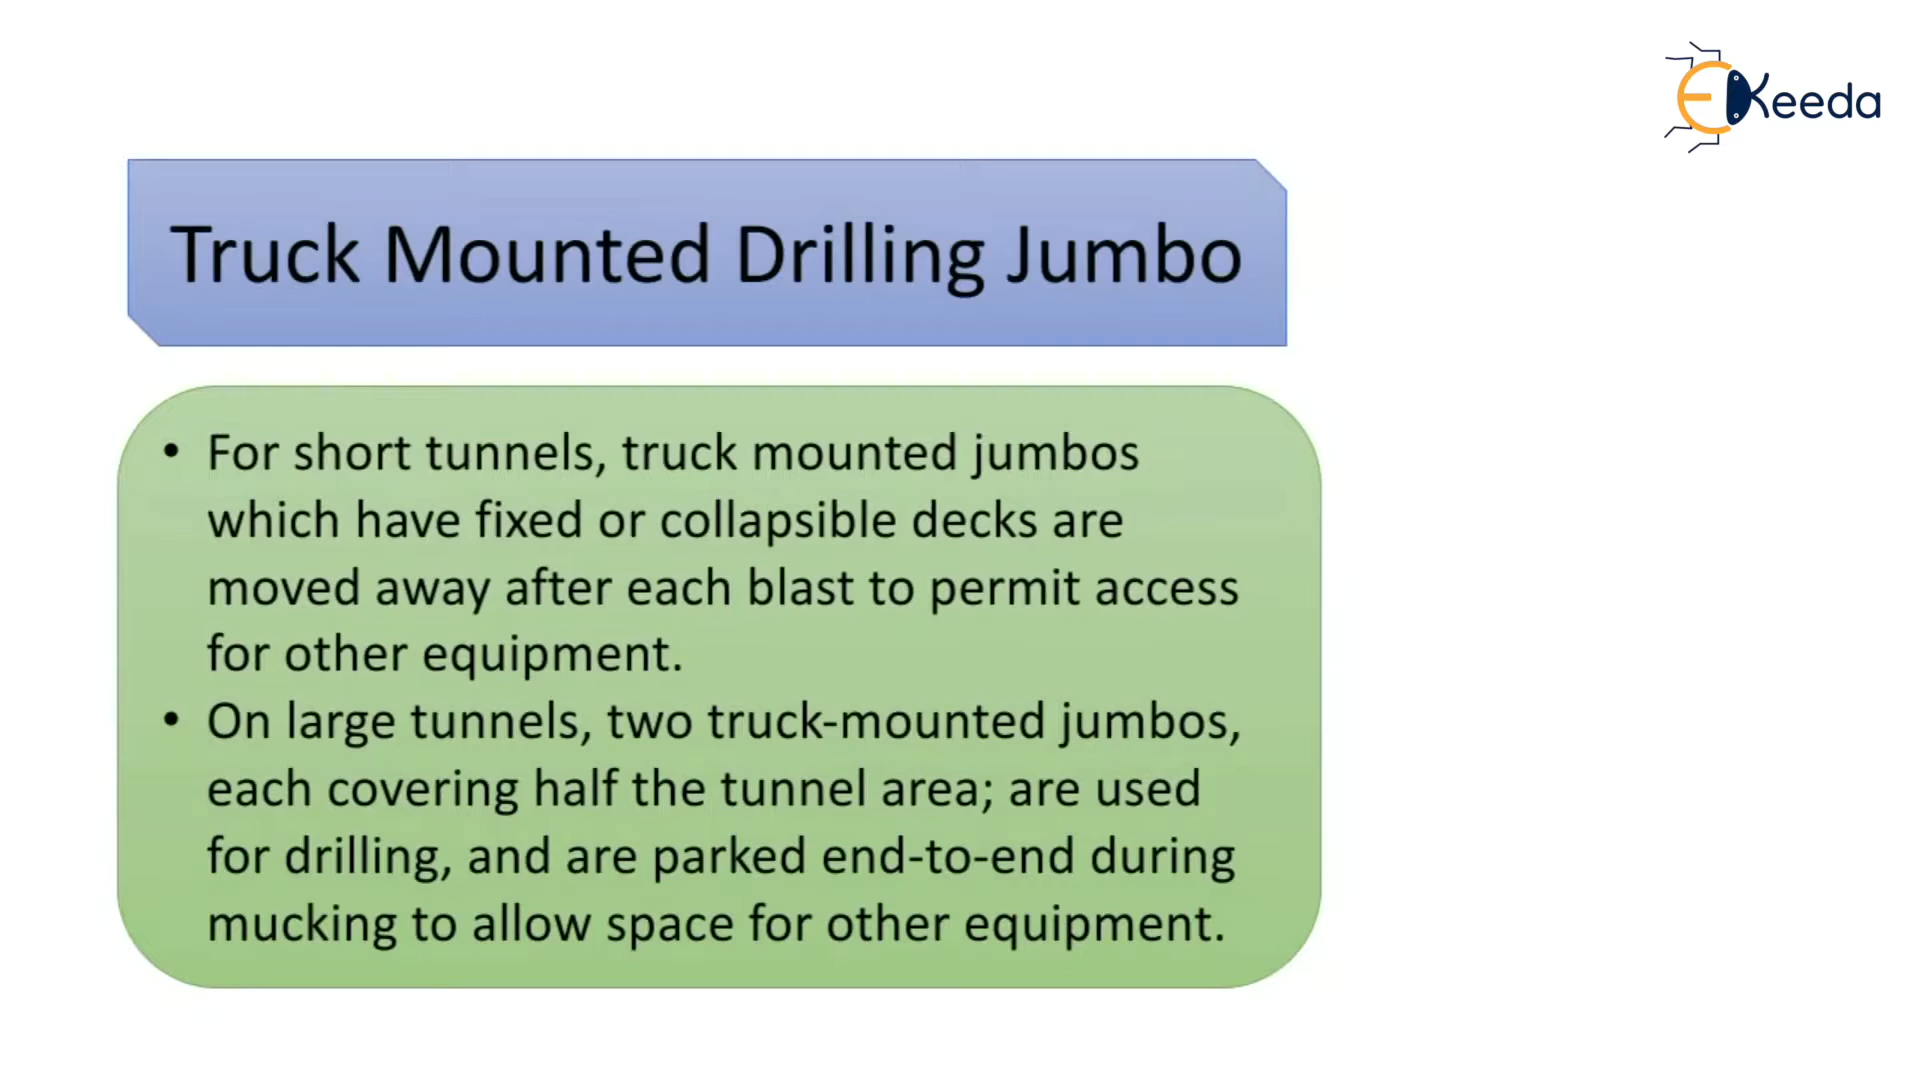 EKeeda
Truck Mounted Drilling Jumbo
• For short tunnels, truck mounted jumbos
which have fixed or collapsible decks are
moved away after each blast to permit access
for other equipment.
• On large tunnels, two truck-mounted jumbos,
each covering half the tunnel area; are used
for drilling, and are parked end-to-end during
mucking to allow space for other equipment.